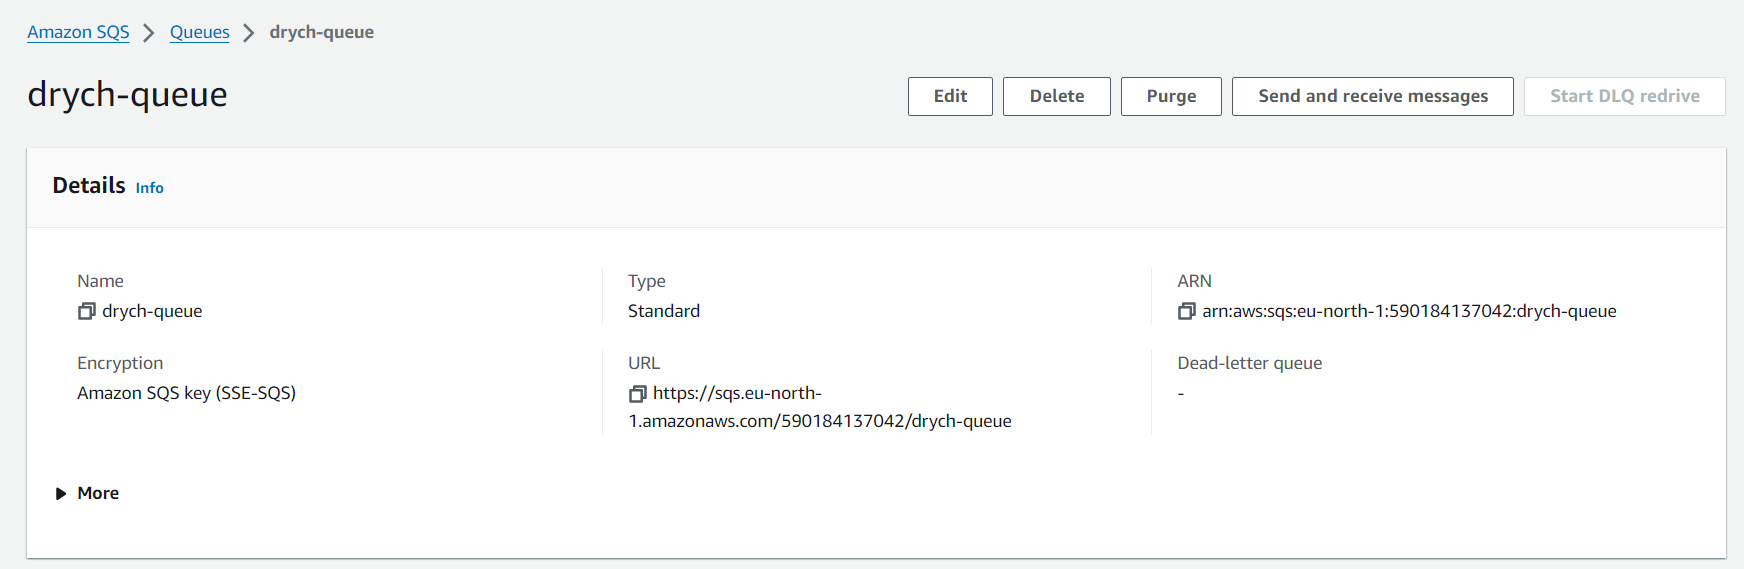 Amazon SQS > Queues > drych-queue
drych-queue
Edit Delete Purge Send and receive messages Start DLQ redrive
Details Info
Name
drych-queue
Type
Standard
ARN
arn:aws:sqs:eu-north-1:590184137042:drych-queue
Encryption
Amazon SQS key (SSE-SQS)
URL
https://sqs.eu-north-
1.amazonaws.com/590184137042/drych-queue
Dead-letter queue
-
More